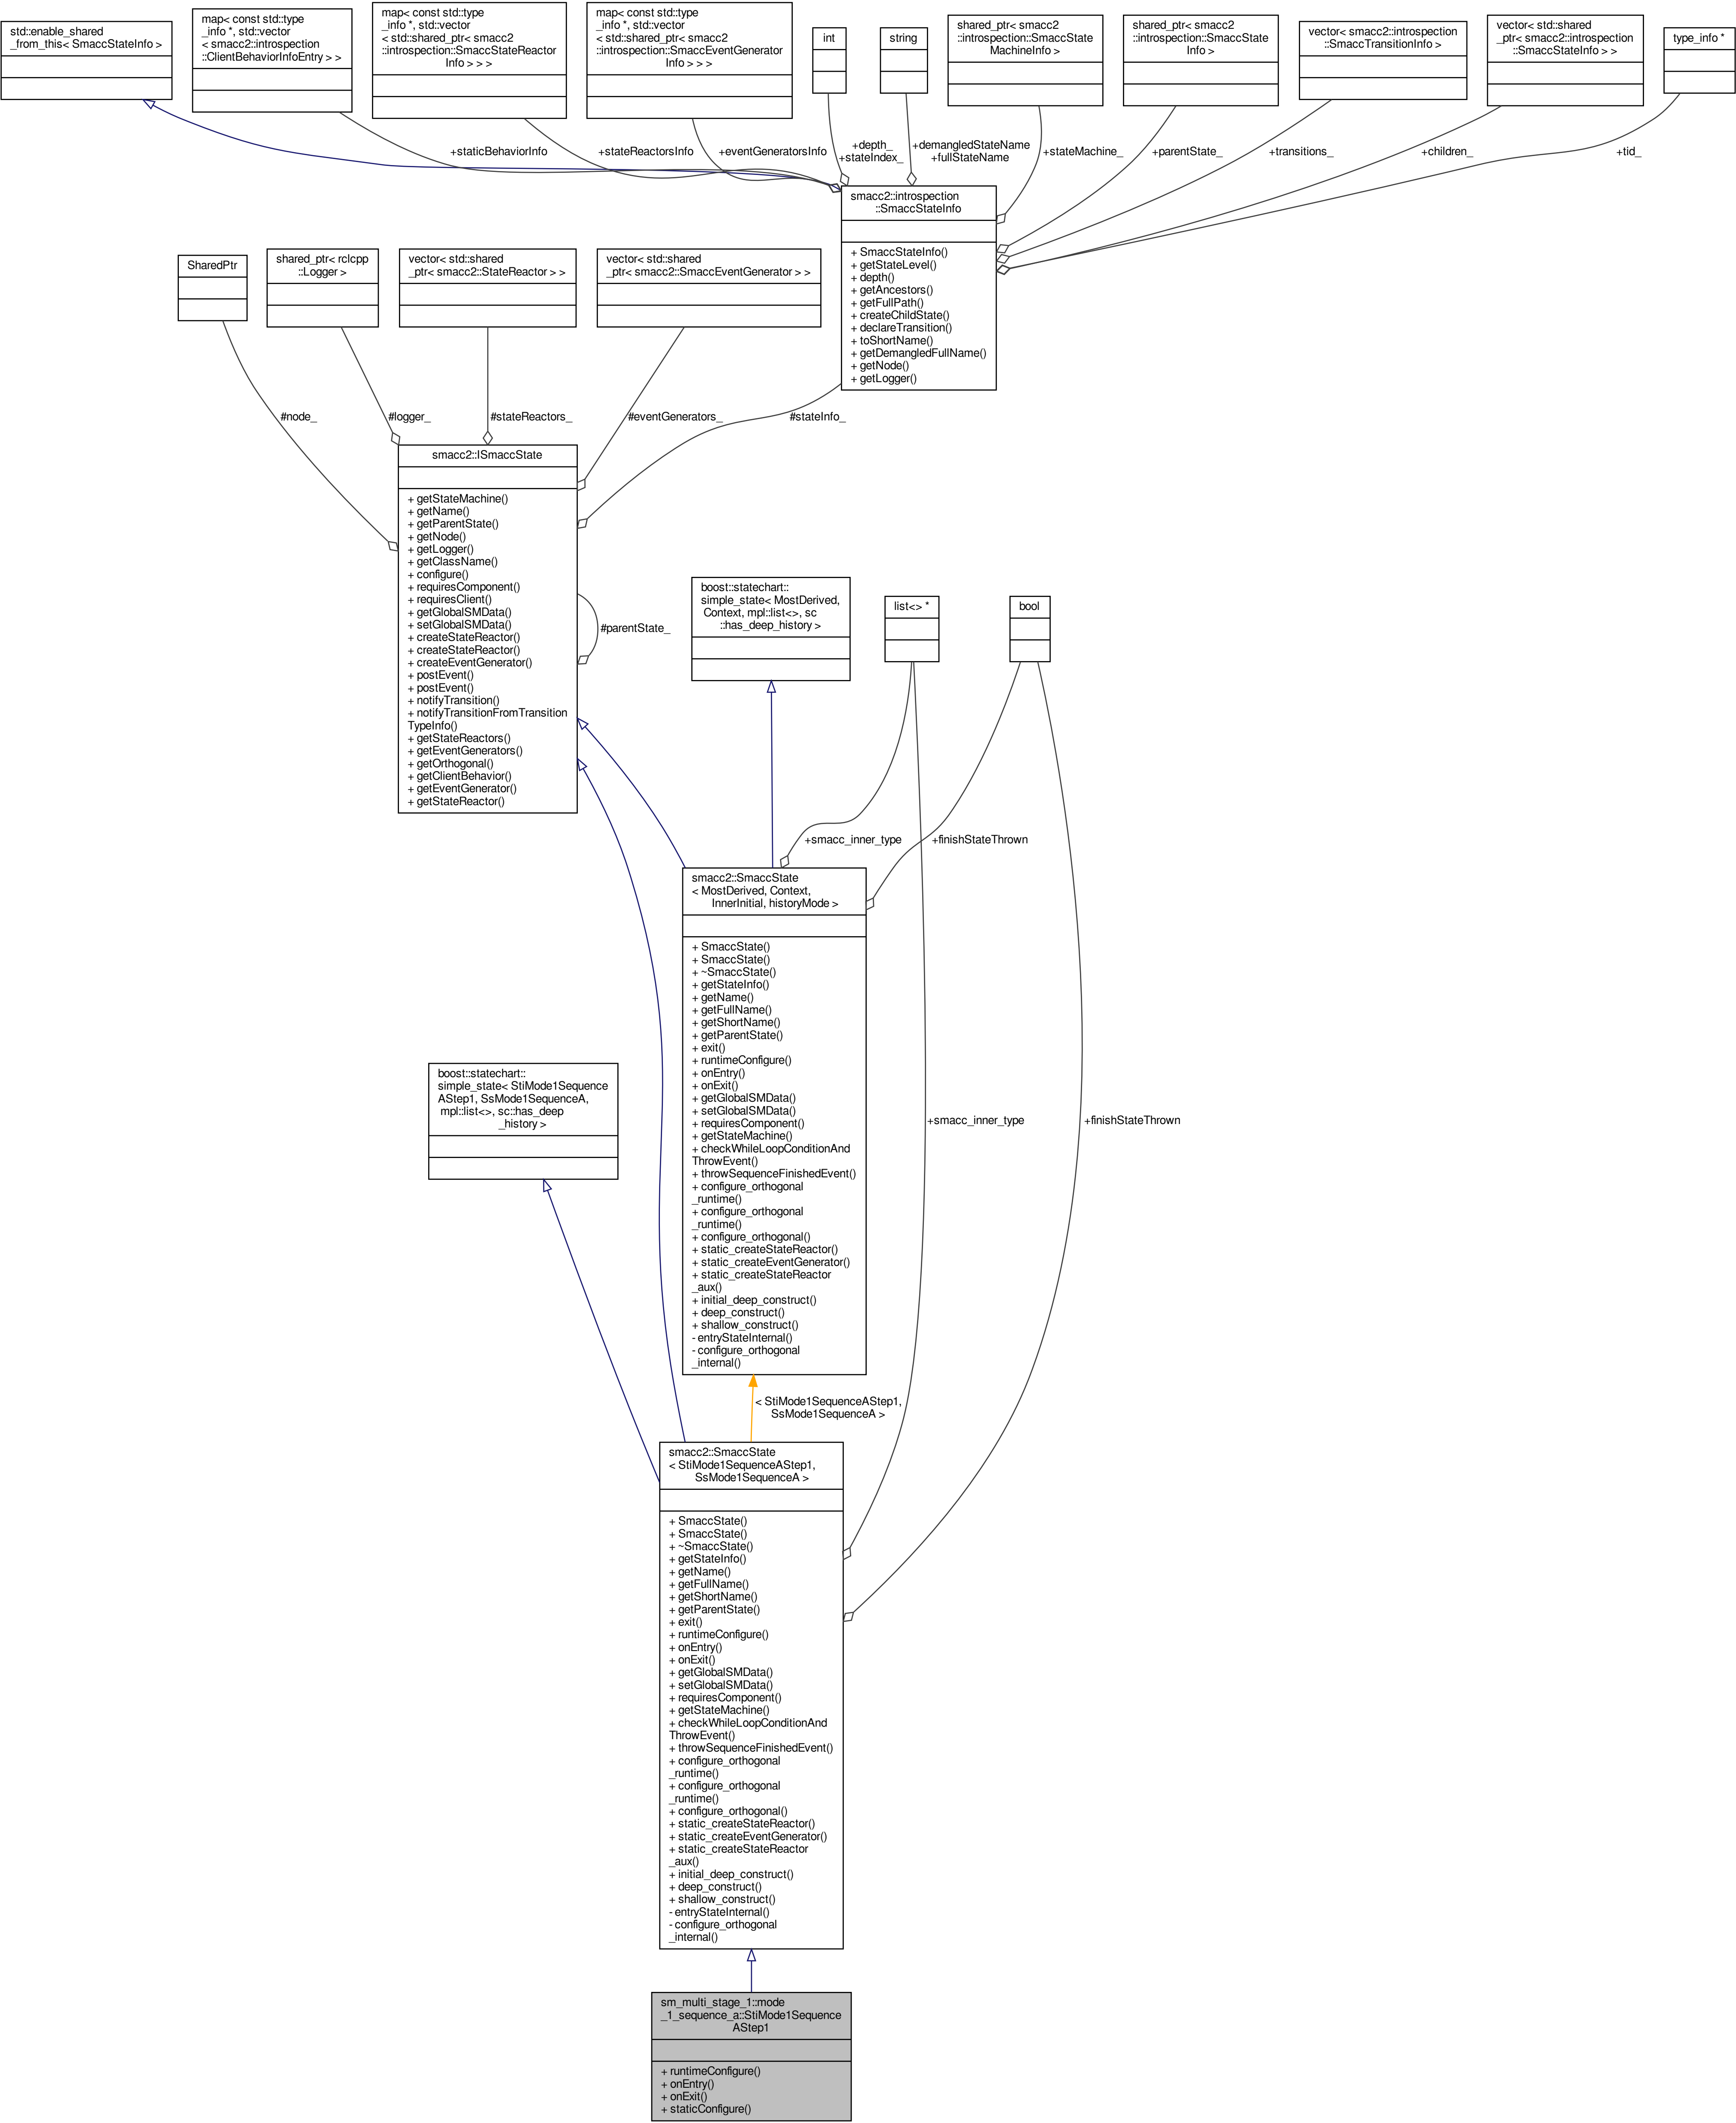 std::enable_shared
_from_this< SmaccStateInfo >
map< const std::type
_info *, std::vector
< smacc2::introspection
::ClientBehaviorInfoEntry > >
map< const std::type
_info *, std::vector
< std::shared_ptr< smacc2
::introspection::SmaccStateReactor
Info > > >
map< const std::type
_info *, std::vector
< std::shared_ptr< smacc2
::introspection::SmaccEventGenerator
Info > > >
int
string
shared_ptr< smacc2
::introspection::SmaccState
MachineInfo >
shared_ptr< smacc2
::introspection::SmaccState
Info >
vector< smacc2::introspection
::SmaccTransitionInfo >
vector< std::shared
_ptr< smacc2::introspection
::SmaccStateInfo > >
type_info *
+staticBehaviorInfo
+stateReactorsInfo
+eventGeneratorsInfo
+depth_
+stateIndex_
+demangledStateName
+fullStateName
+stateMachine_
+parentState_
+transitions_
+children_
+tid_
smacc2::introspection
::SmaccStateInfo
+ SmaccStateInfo()
+ getStateLevel()
+ depth()
+ getAncestors()
+ getFullPath()
+ createChildState()
+ declareTransition()
+ toShortName()
+ getDemangledFullName()
+ getNode()
+ getLogger()
SharedPtr
shared_ptr< rclcpp
::Logger >
vector< std::shared
_ptr< smacc2::StateReactor > >
vector< std::shared
_ptr< smacc2::SmaccEventGenerator > >
#node_
#logger_
#stateReactors_
#eventGenerators_
#stateInfo_
smacc2::ISmaccState
+ getStateMachine()
+ getName()
+ getParentState()
+ getNode()
+ getLogger()
+ getClassName()
+ configure()
+ requiresComponent()
+ requiresClient()
+ getGlobalSMData()
+ setGlobalSMData()
+ createStateReactor()
+ createStateReactor()
+ createEventGenerator()
+ postEvent()
+ postEvent()
+ notifyTransition()
+ notifyTransitionFromTransition
TypeInfo()
+ getStateReactors()
+ getEventGenerators()
+ getOrthogonal()
+ getClientBehavior()
+ getEventGenerator()
+ getStateReactor()
#parentState_
boost::statechart::
simple_state< MostDerived,
Context, mpl::list<>, sc
::has_deep_history >
list<> *
bool
+smacc_inner_type
+finishStateThrown
smacc2::SmaccState
< MostDerived, Context,
InnerInitial, historyMode >
+ SmaccState()
+ SmaccState()
+ ~SmaccState()
+ getStateInfo()
+ getName()
+ getFullName()
+ getShortName()
+ getParentState()
+ exit()
+ runtimeConfigure()
+ onEntry()
+ onExit()
+ getGlobalSMData()
+ setGlobalSMData()
+ requiresComponent()
+ getStateMachine()
+ checkWhileLoopConditionAnd
ThrowEvent()
+ throwSequenceFinishedEvent()
+ configure_orthogonal
_runtime()
+ configure_orthogonal
_runtime()
+ configure_orthogonal()
+ static_createStateReactor()
+ static_createEventGenerator()
+ static_createStateReactor
_aux()
+ initial_deep_construct()
+ deep_construct()
+ shallow_construct()
- entryStateInternal()
- configure_orthogonal
_internal()
boost::statechart::
simple_state< StiMode1Sequence
AStep1, SsMode1SequenceA,
mpl::list<>, sc::has_deep
_history >
+smacc_inner_type
+finishStateThrown
< StiMode1SequenceAStep1,
SsMode1SequenceA >
smacc2::SmaccState
< StiMode1SequenceAStep1,
SsMode1SequenceA >
+ SmaccState()
+ SmaccState()
+ ~SmaccState()
+ getStateInfo()
+ getName()
+ getFullName()
+ getShortName()
+ getParentState()
+ exit()
+ runtimeConfigure()
+ onEntry()
+ onExit()
+ getGlobalSMData()
+ setGlobalSMData()
+ requiresComponent()
+ getStateMachine()
+ checkWhileLoopConditionAnd
ThrowEvent()
+ throwSequenceFinishedEvent()
+ configure_orthogonal
_runtime()
+ configure_orthogonal
_runtime()
+ configure_orthogonal()
+ static_createStateReactor()
+ static_createEventGenerator()
+ static_createStateReactor
_aux()
+ initial_deep_construct()
+ deep_construct()
+ shallow_construct()
- entryStateInternal()
- configure_orthogonal
_internal()
sm_multi_stage_1::mode
_1_sequence_a::StiMode1Sequence
AStep1
+ runtimeConfigure()
+ onEntry()
+ onExit()
+ staticConfigure()